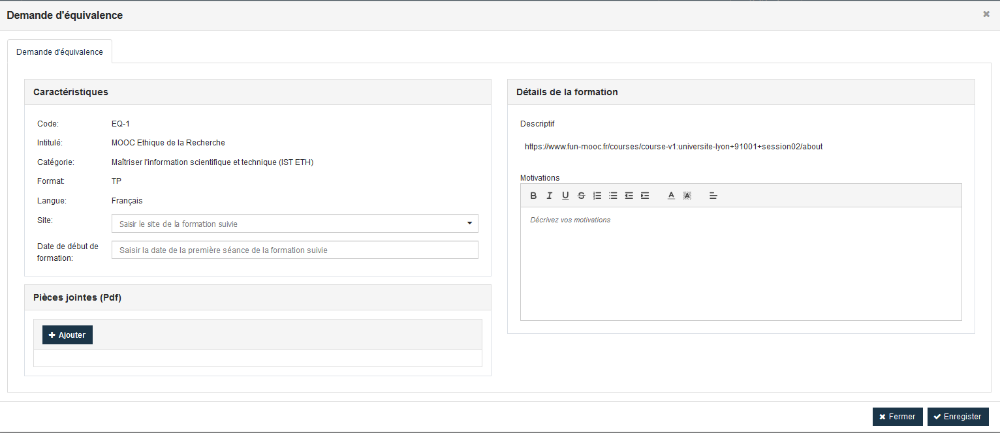 Demande d'équivalence
Demande d'équivalence
Caractéristiques
Code: EQ-1
Intitulé: MOOC Ethique de la Recherche
Catégorie: Maîtriser l'information scientifique et technique (IST ETH)
Format: TP
Langue: Français
Site: Saisir le site de la formation suivie
Date de début de
formation:
Saisir la date de la première séance de la formation suivie
Pièces jointes (Pdf)
Ajouter
Détails de la formation
Descriptif
https://www.fun-mooc.fr/courses/course-v1:universite-lyon+91001+session02/about
Motivations
Décrivez vos motivations
Fermer Enregister